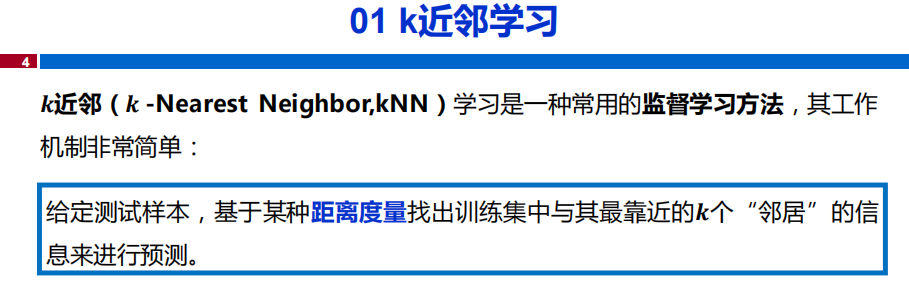 01 k近邻学习
4
k近邻（k -Nearest Neighbor,kNN）学习是一种常用的监督学习方法，其工作
机制非常简单：
给定测试样本，基于某种距离度量找出训练集中与其最靠近的k个“邻居”的信
息来进行预测。